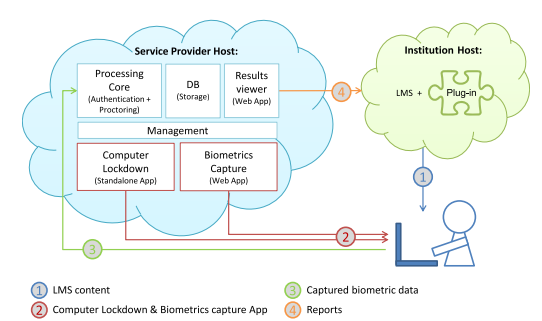 Service Provider Host:
Institution Host:
Processing
Core
(Authentication +
Proctoring)
DB
(Storage)
Results
viewer
(Web App)
4
LMS +
Plug-in
Management
Computer
Lockdown
(Standalone App)
Biometrics
Capture
(Web App)
1
2
3
1 LMS content
2 Computer Lockdown & Biometrics capture App
3 Captured biometric data
4 Reports